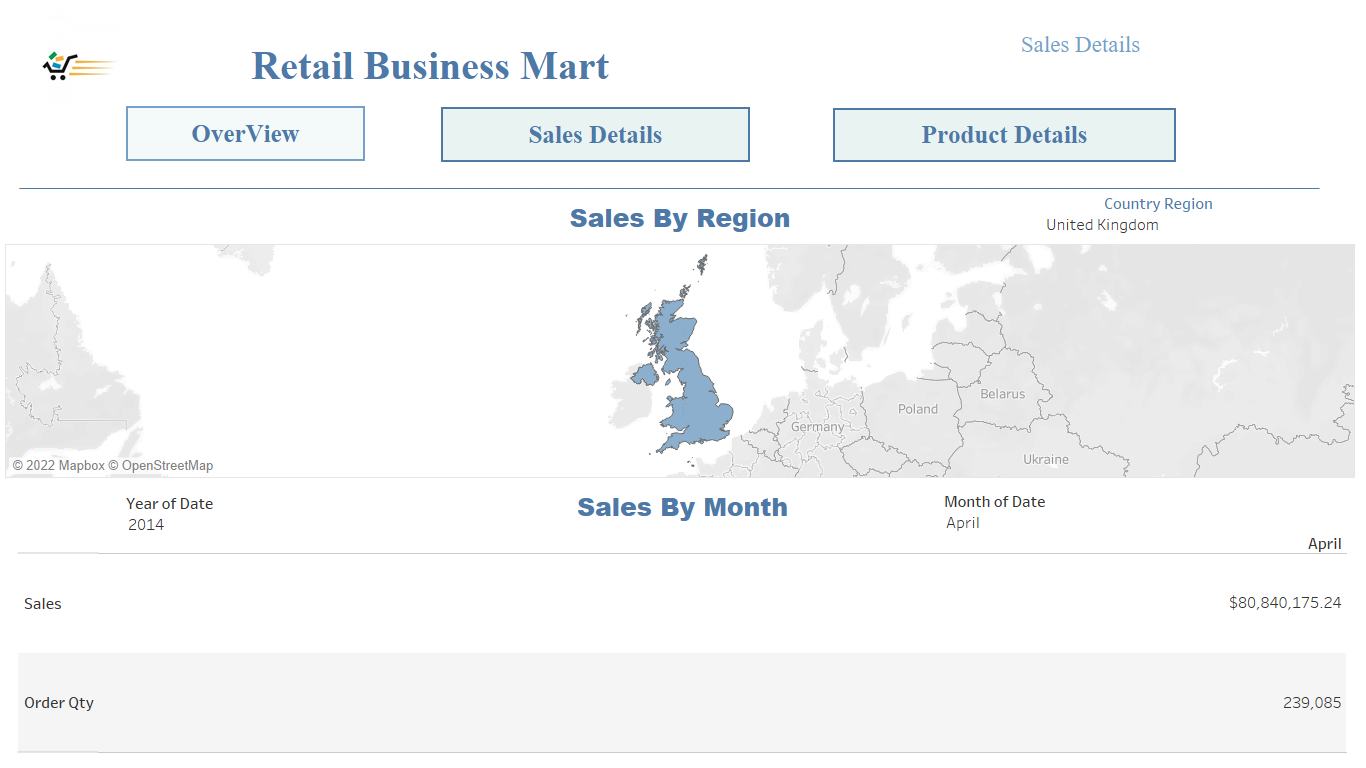 Sales Details
Retail Business Mart
OverView
Sales Details
Product Details
Sales By Region
Country Region
United Kingdom
Belarus
Poland
Germany
Ukraine
© 2022 Mapbox © OpenStreetMap
Year of Date
2014
Sales By Month
Month of Date
April
April
Sales
$80,840,175.24
Order Qty
239,085